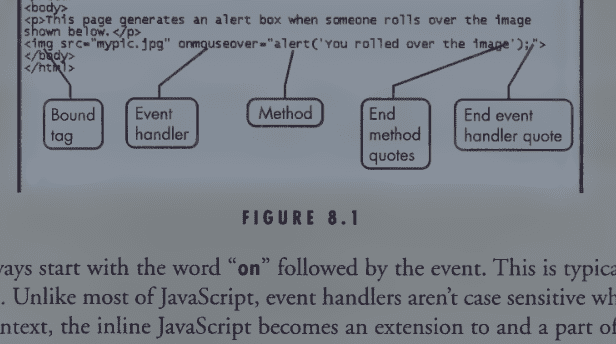 <body>
<p>This page generates an alert box when someone rolls over the image
shown below.</p>
<img src="mypic.jpg" onmouseover="alert('You rolled over the image');">
</body>
</html>
Bound
tag
Event
handler
Method
End
method
quotes
End event
handler quote
FIGURE 8.1
ways start with the word “on” followed by the event. This is typica
. Unlike most of JavaScript, event handlers aren’t case sensitive wh
ntext, the inline JavaScript becomes an extension to and a part of